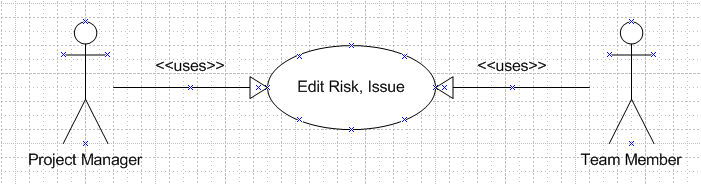 <<uses>>
<<uses>>
Edit Risk, Issue
Project Manager
Team Member